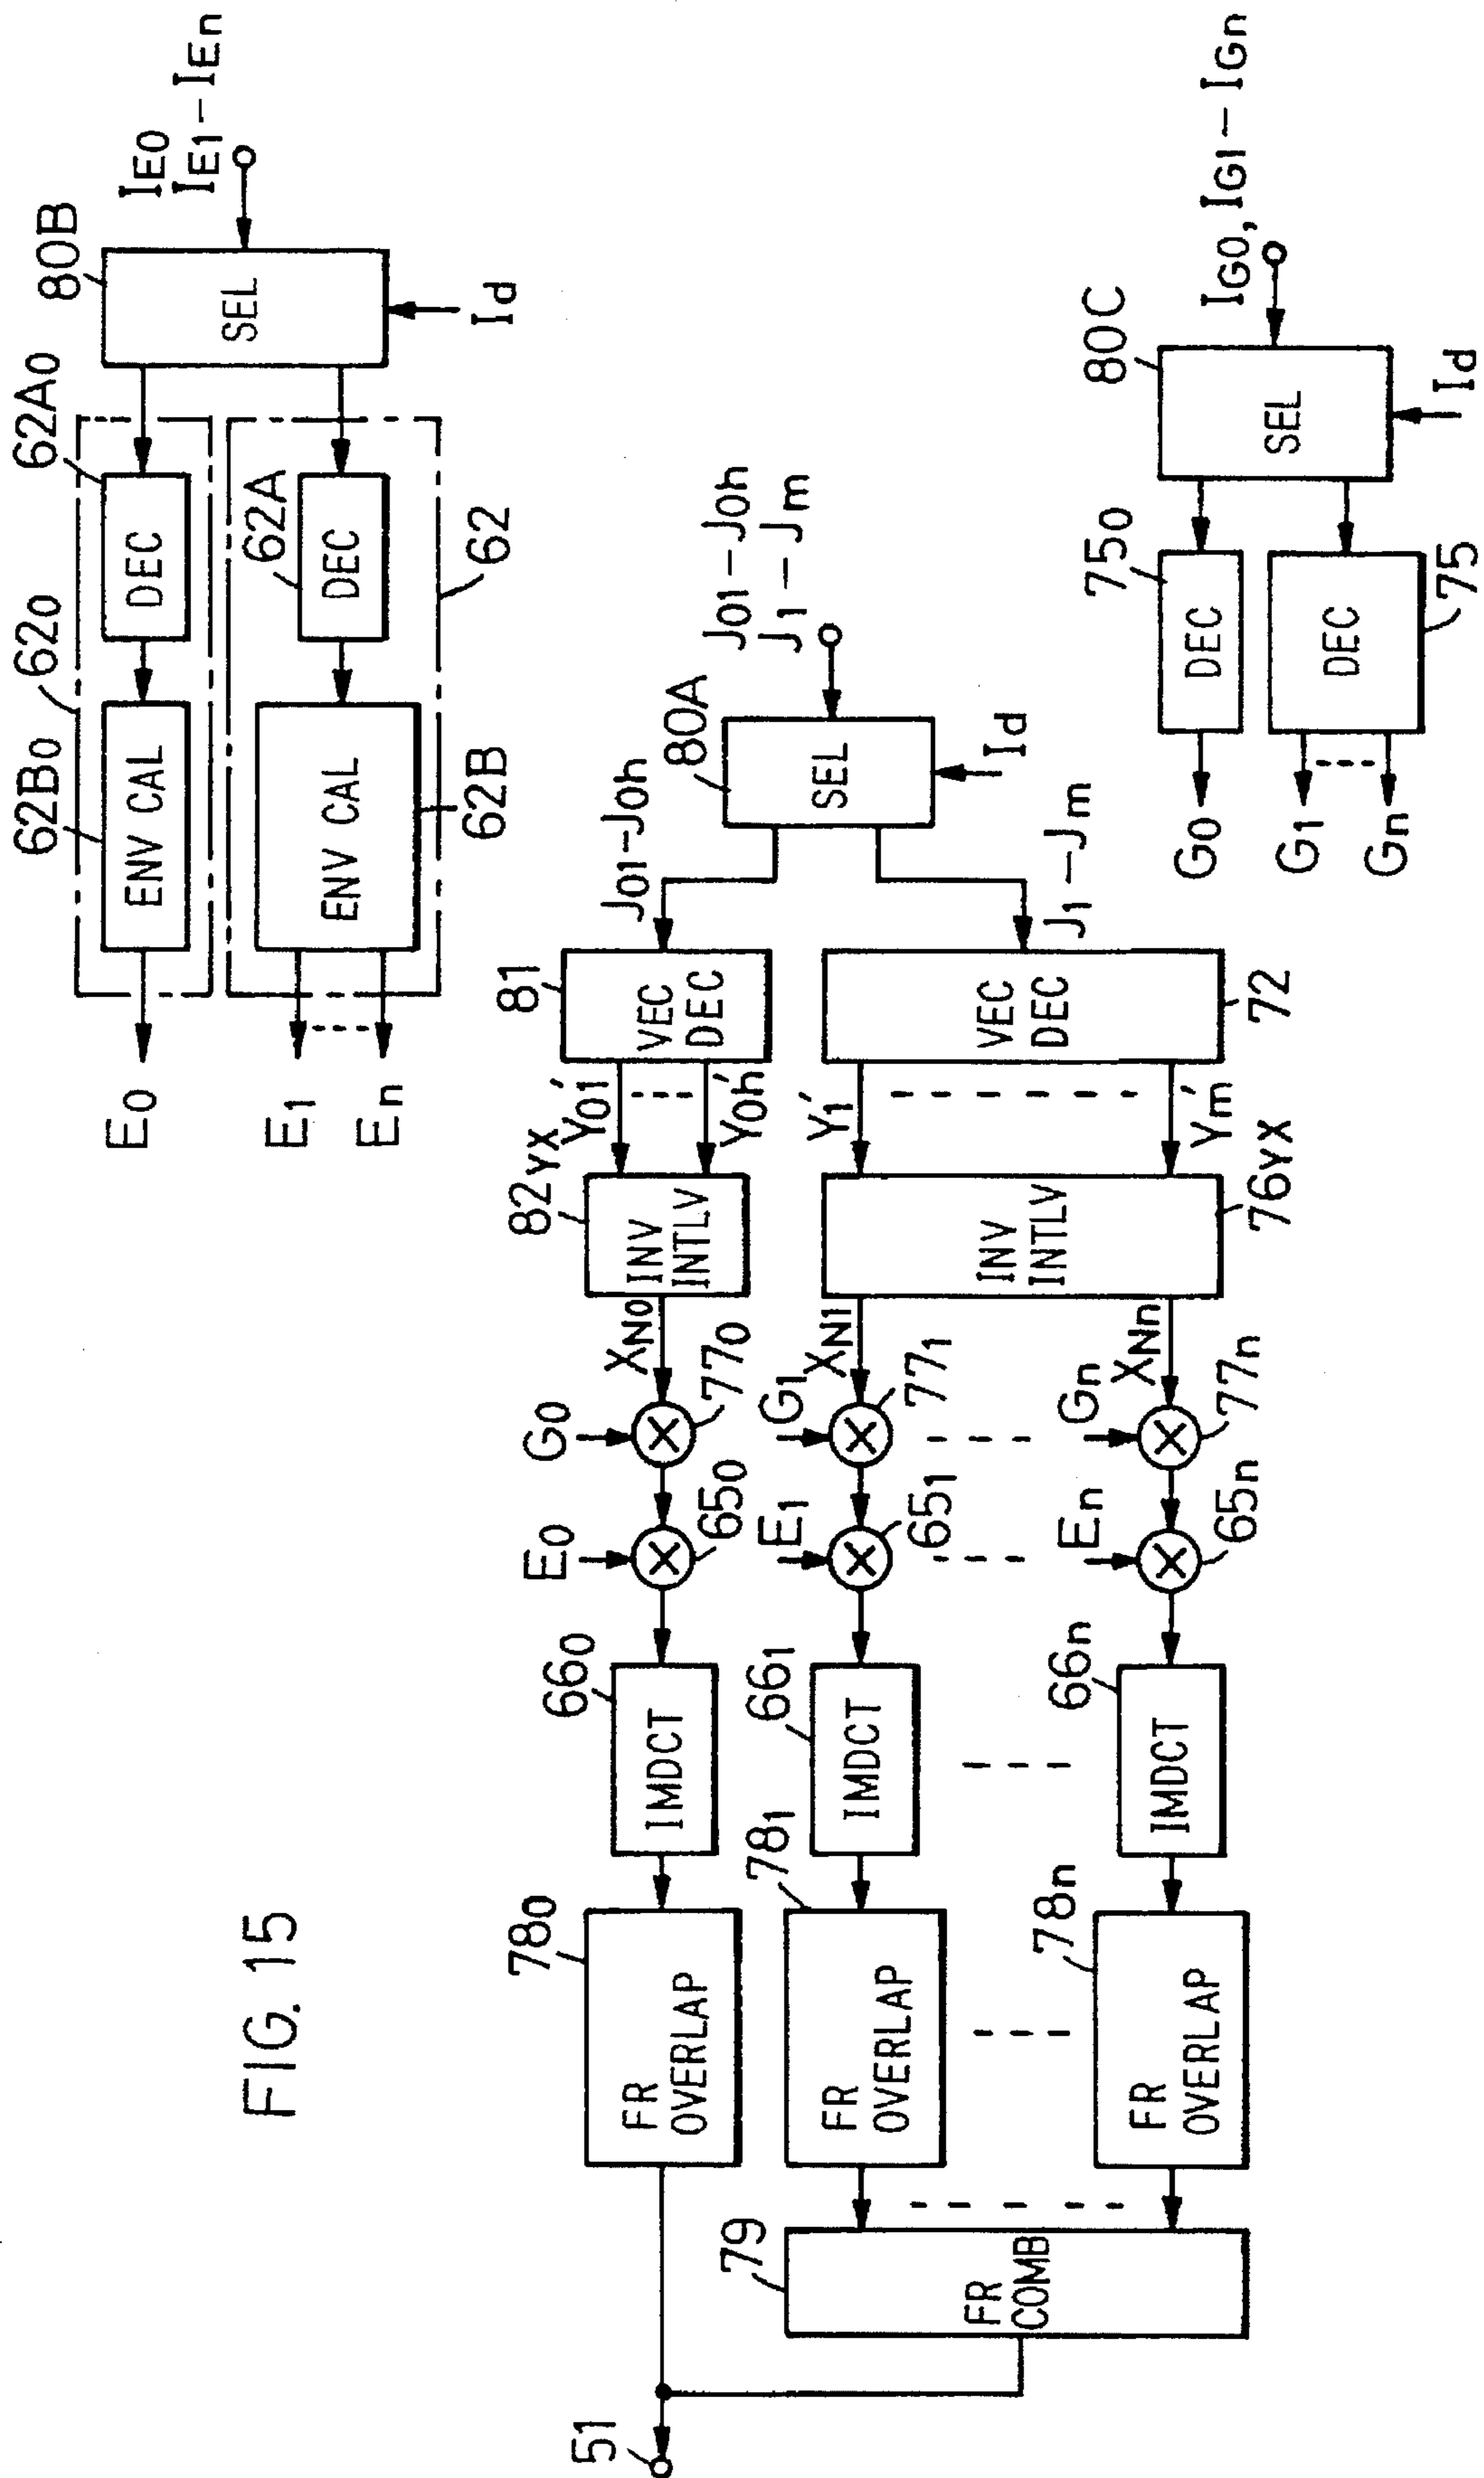 FIG. 15
I_E0
I_E1 – I_En
80B
SEL
Id
62A0
DEC
620
62B0
ENV CAL
E0
62A
DEC
62
ENV CAL
62B
E1
En
J01 – J0h
J1 – Jm
80A
SEL
Id
J01–J0h
J1 – Jm
81
VEC DEC
Y01'
Y0h'
82YX
INV INTLV
XN0
G0
770
E0
650
660
IMDCT
780
FR OVERLAP
VEC DEC
72
Y1'
Ym'
INV INTLV
76YX
XN1
G1
771
E1
651
661
IMDCT
781
FR OVERLAP
XNn
Gn
77n
En
65n
66n
IMDCT
78n
FR OVERLAP
79
FR COMB
51
IG0, IG1 – IGn
80C
SEL
Id
750
DEC
G0
DEC
75
G1
Gn